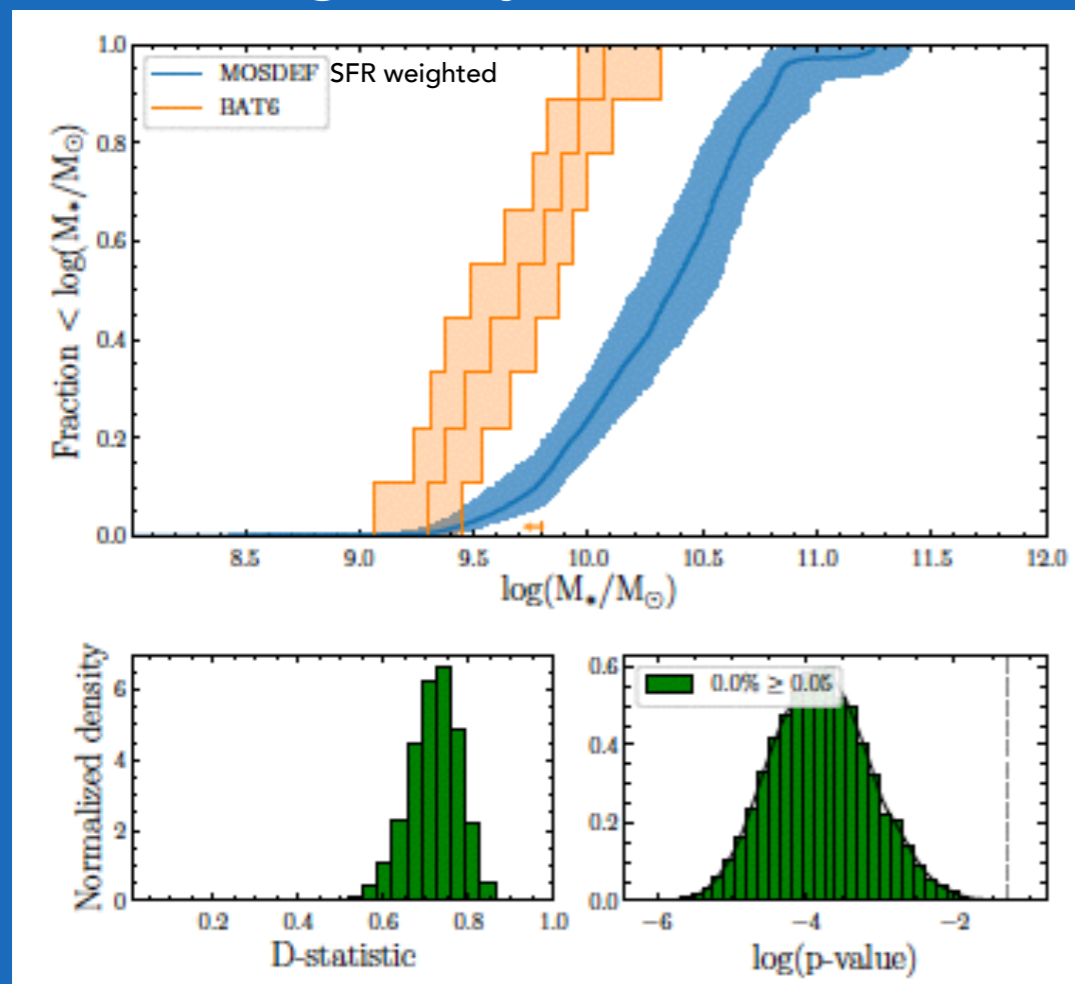 1.0
0.8
0.6
0.4
0.2
0.0
Fraction < log(M⁎/M⊙)
MOSDEF SFR weighted
BAT6
8.5 9.0 9.5 10.0 10.5 11.0 11.5 12.0
log(M⁎/M⊙)
Normalized density
6
4
2
0
0.2 0.4 0.6 0.8 1.0
D-statistic
0.6
0.4
0.2
0.0
0.0% ≥ 0.05
−6 −4 −2
log(p-value)